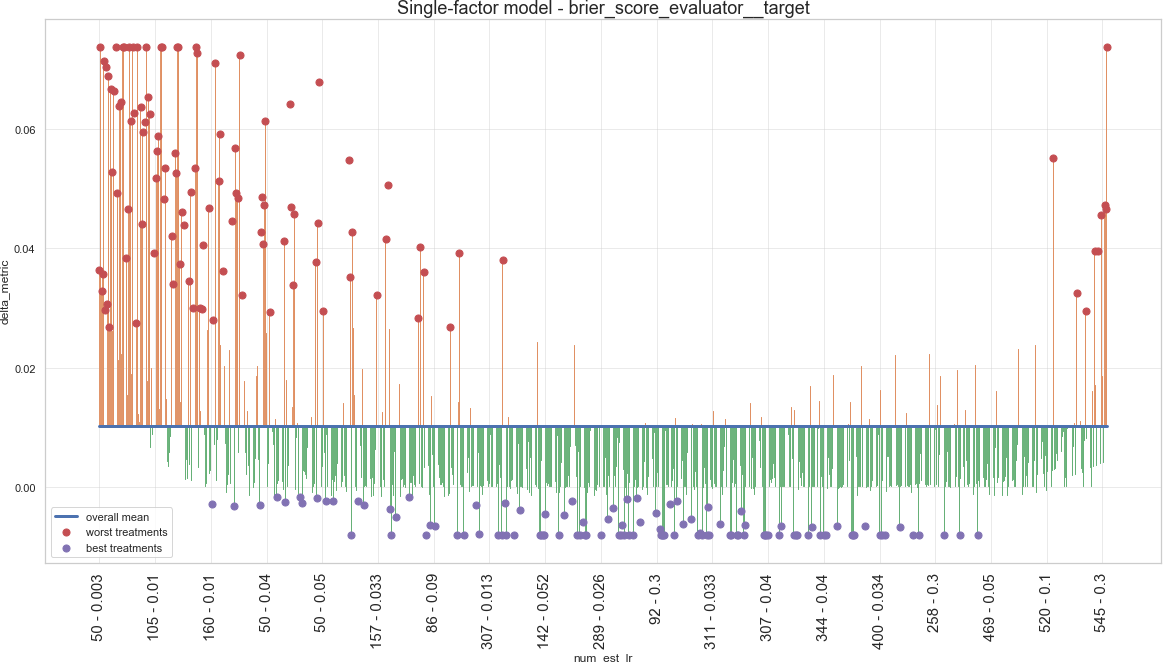 Single-factor model - brier_score_evaluator__target
delta_metric
0.06
0.04
0.02
0.00
overall mean
worst treatments
best treatments
50 - 0.003
105 - 0.01
160 - 0.01
50 - 0.04
50 - 0.05
157 - 0.033
86 - 0.09
307 - 0.013
142 - 0.052
289 - 0.026
92 - 0.3
311 - 0.033
307 - 0.04
344 - 0.04
400 - 0.034
258 - 0.3
469 - 0.05
520 - 0.1
545 - 0.3
num_est_lr